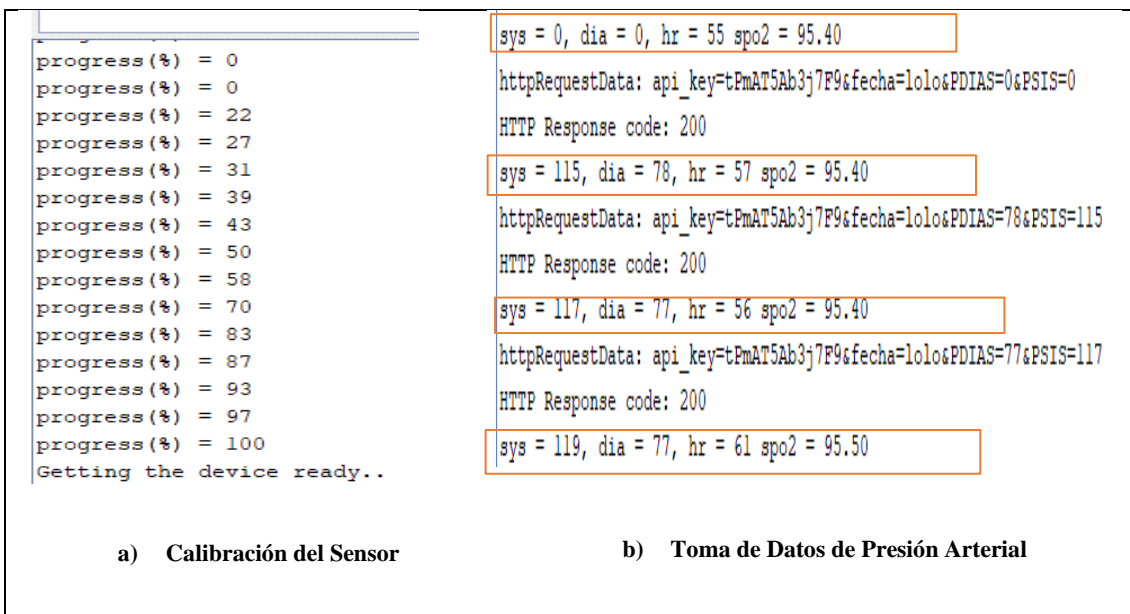 progress(%) = 0
progress(%) = 0
progress(%) = 22
progress(%) = 27
progress(%) = 31
progress(%) = 39
progress(%) = 43
progress(%) = 50
progress(%) = 58
progress(%) = 70
progress(%) = 83
progress(%) = 87
progress(%) = 93
progress(%) = 97
progress(%) = 100
Getting the device ready..
a) Calibración del Sensor
sys = 0, dia = 0, hr = 55 spo2 = 95.40
httpRequestData: api_key=tPmAT5Ab3j7F9&fecha=lolo&PDIAS=0&PSIS=0
HTTP Response code: 200
sys = 115, dia = 78, hr = 57 spo2 = 95.40
httpRequestData: api_key=tPmAT5Ab3j7F9&fecha=lolo&PDIAS=78&PSIS=115
HTTP Response code: 200
sys = 117, dia = 77, hr = 56 spo2 = 95.40
httpRequestData: api_key=tPmAT5Ab3j7F9&fecha=lolo&PDIAS=77&PSIS=117
HTTP Response code: 200
sys = 119, dia = 77, hr = 61 spo2 = 95.50
b) Toma de Datos de Presión Arterial